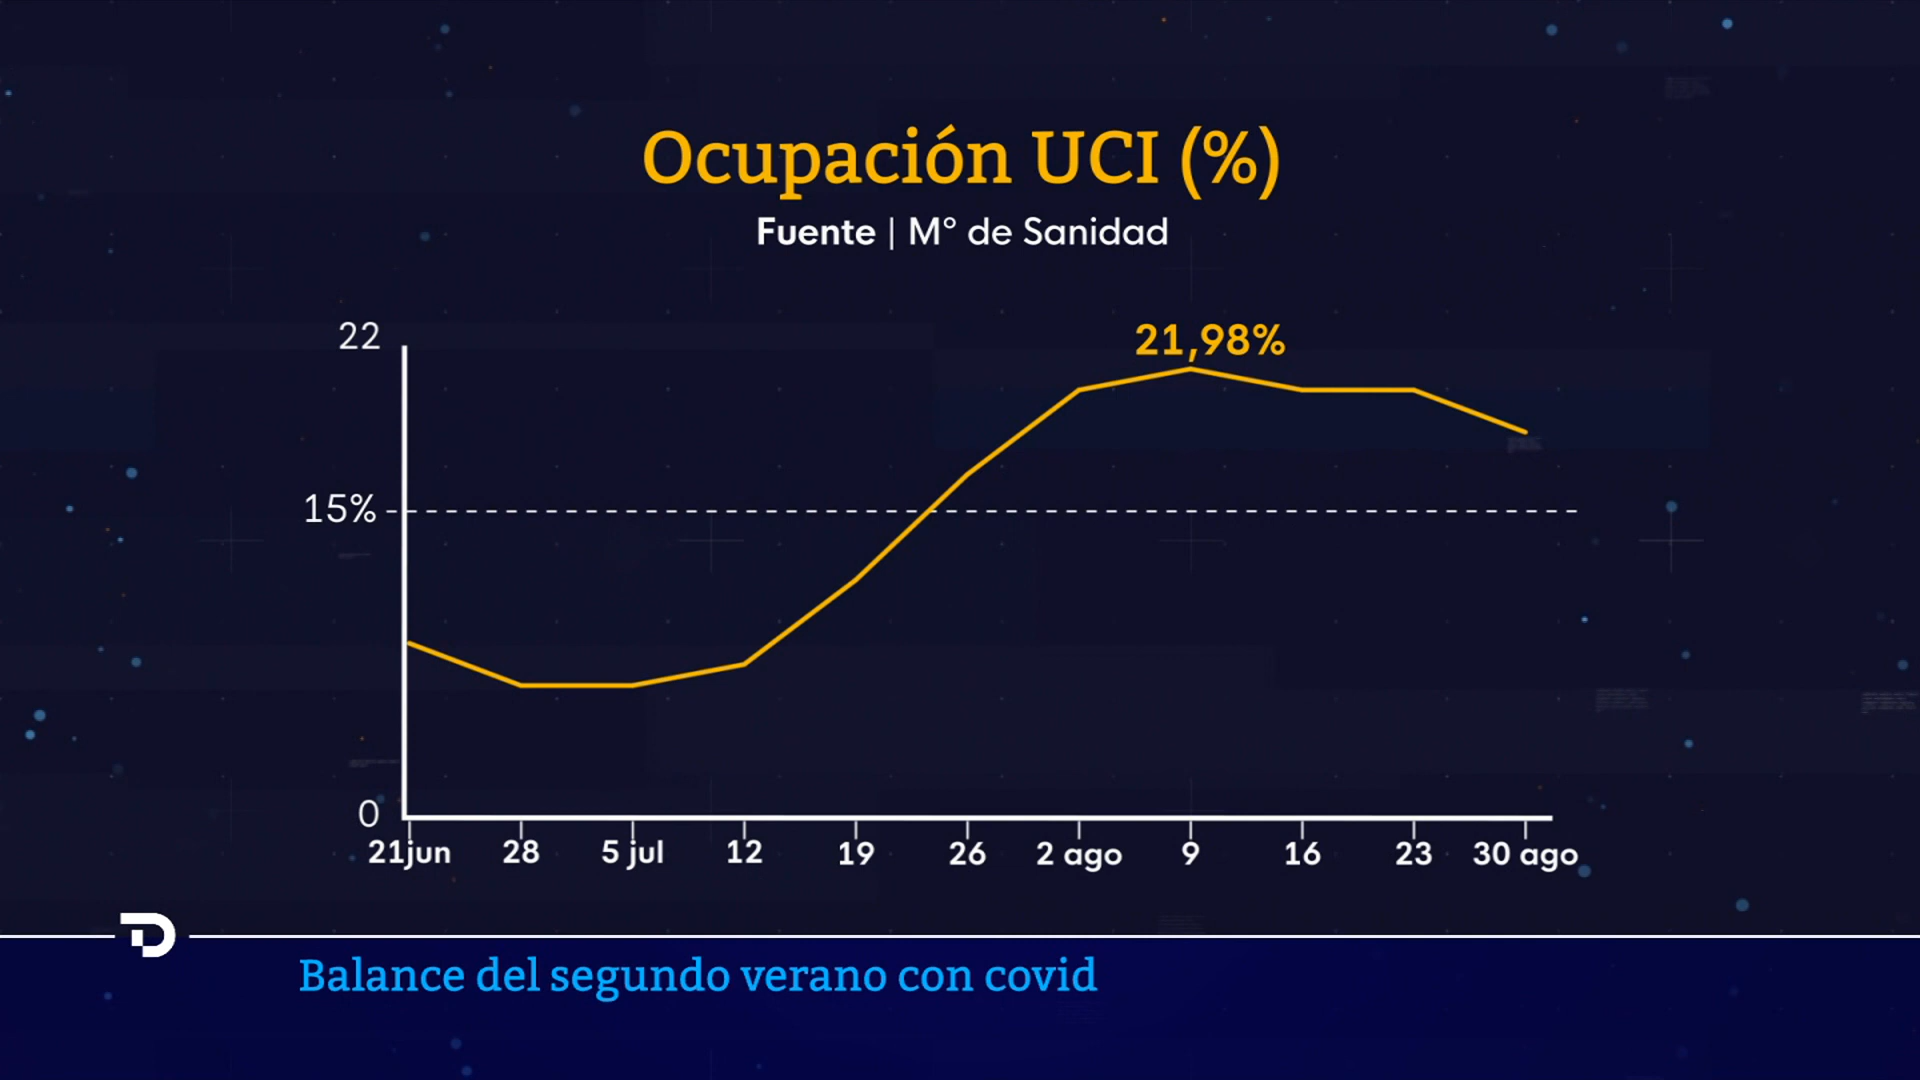 Ocupación UCI (%)
Fuente | Mº de Sanidad
22
21,98%
15%
0
21jun 28 5 jul 12 19 26 2 ago 9 16 23 30 ago
Balance del segundo verano con covid